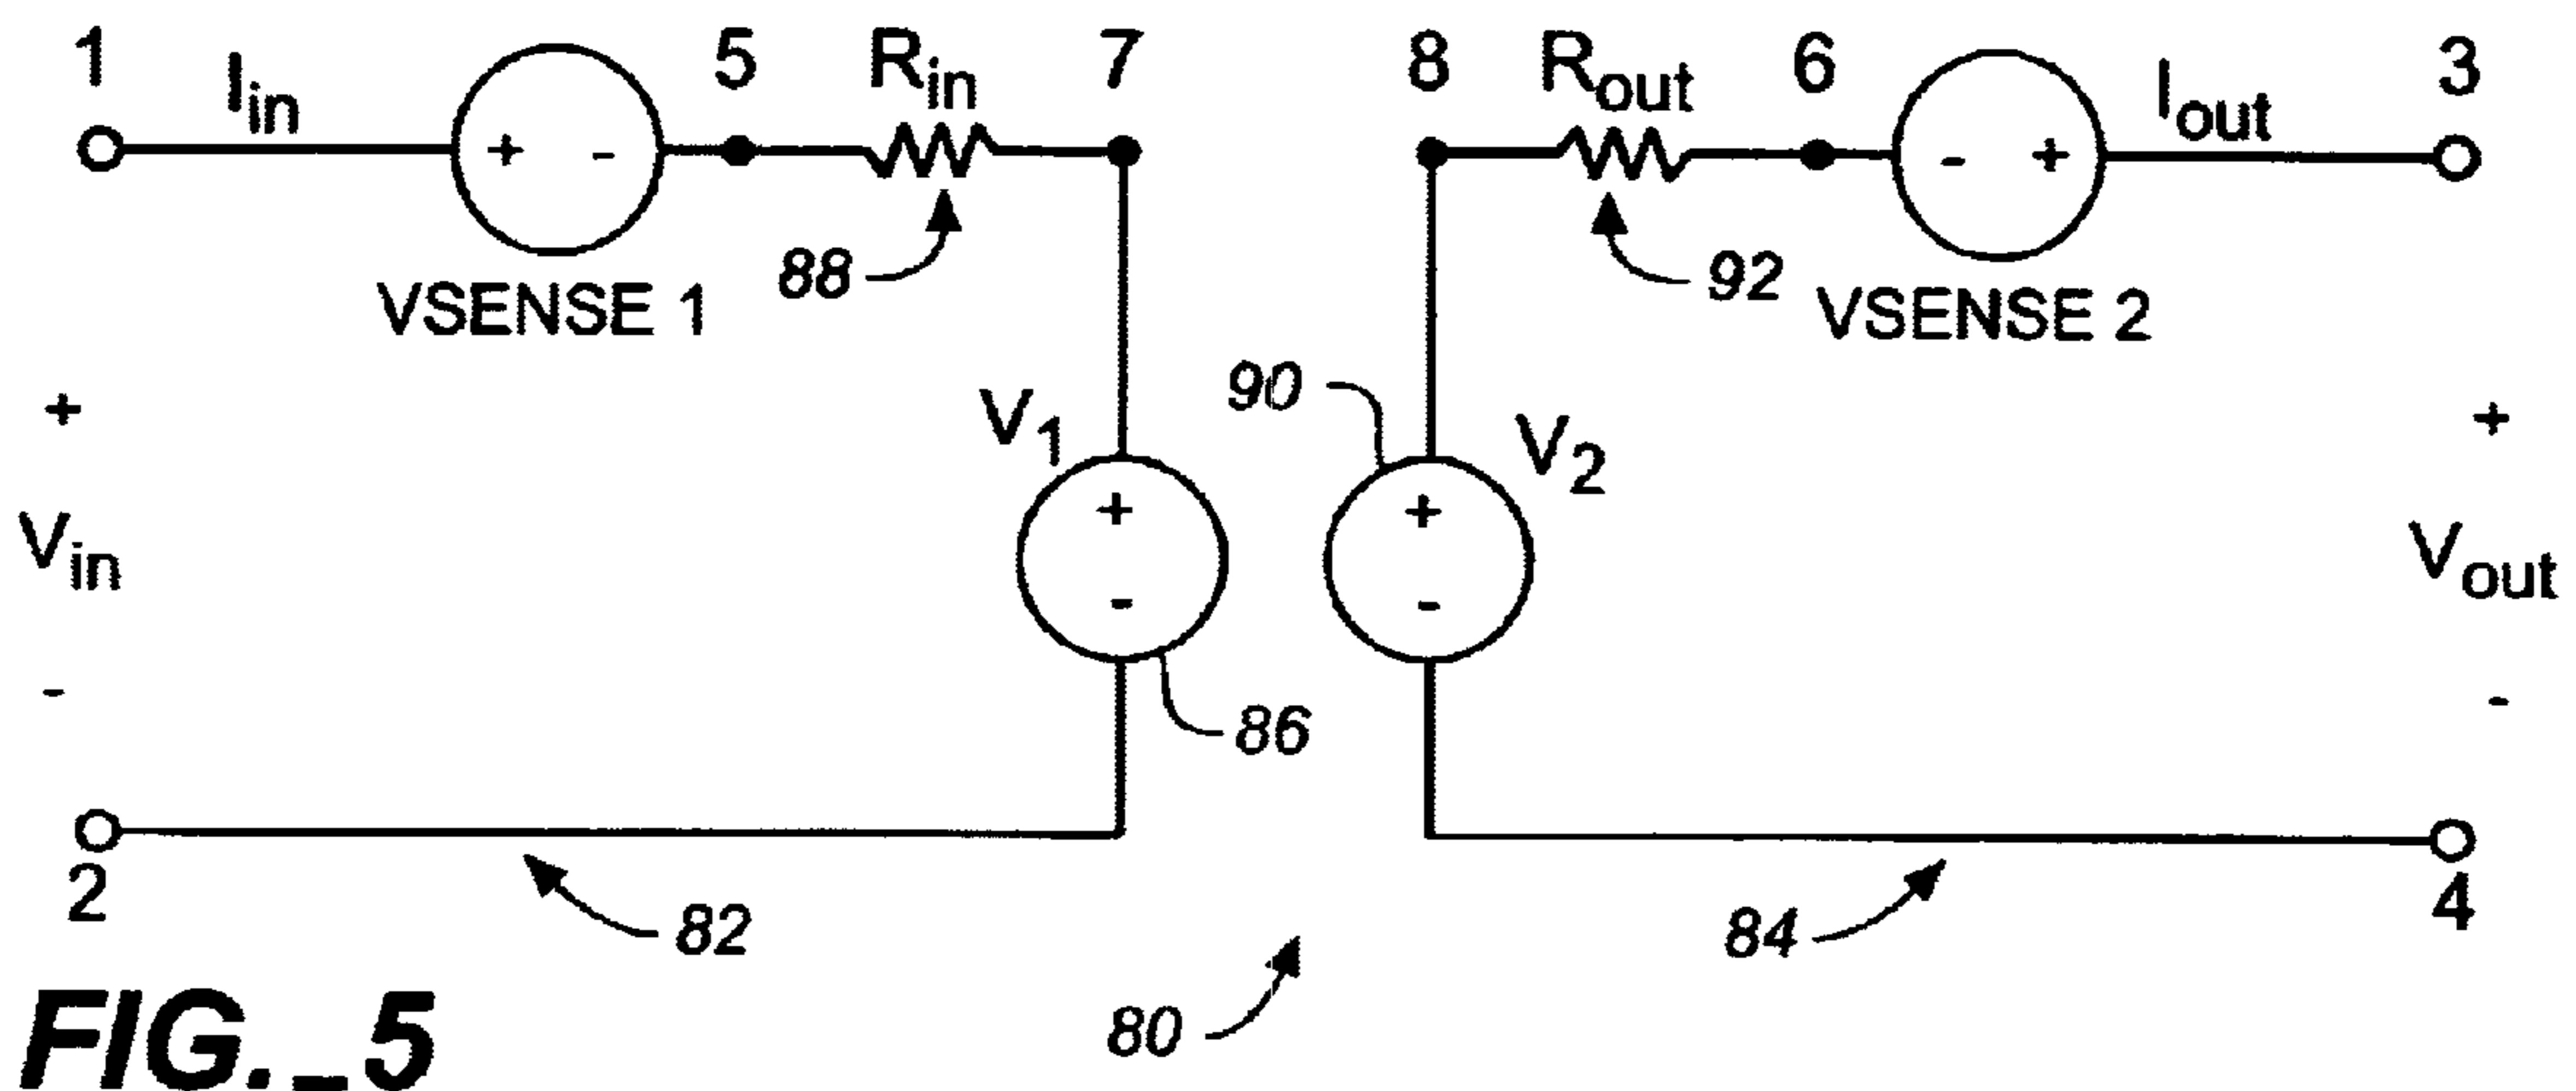 1 I_in 5 R_in 7 8 R_out 6 I_out 3
+ - - +
88 92
VSENSE 1 VSENSE 2
+ V_1 90 V_2 +
+ +
V_in V_out
- -
- 86 -
2 82 84 4
80
FIG._5